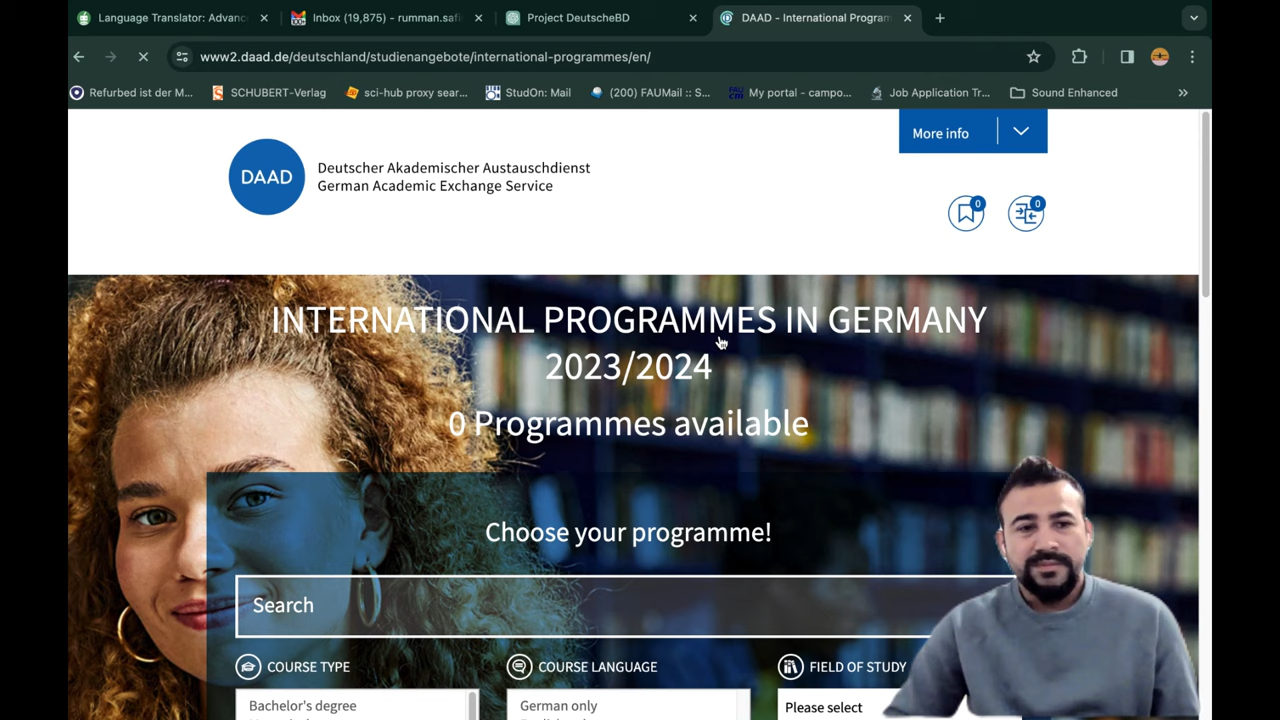 Language Translator: Advanc
Inbox (19,875) - rumman.safi
Project DeutscheBD
DAAD - International Program
www2.daad.de/deutschland/studienangebote/international-programmes/en/
Refurbed ist der M...
SCHUBERT-Verlag
sci-hub proxy sear...
StudOn: Mail
(200) FAUMail :: S...
My portal - campo...
Job Application Tr...
Sound Enhanced
More info
DAAD
Deutscher Akademischer Austauschdienst
German Academic Exchange Service
0
0
INTERNATIONAL PROGRAMMES IN GERMANY
2023/2024
0 Programmes available
Choose your programme!
Search
COURSE TYPE
COURSE LANGUAGE
FIELD OF STUDY
Bachelor's degree
German only
Please select